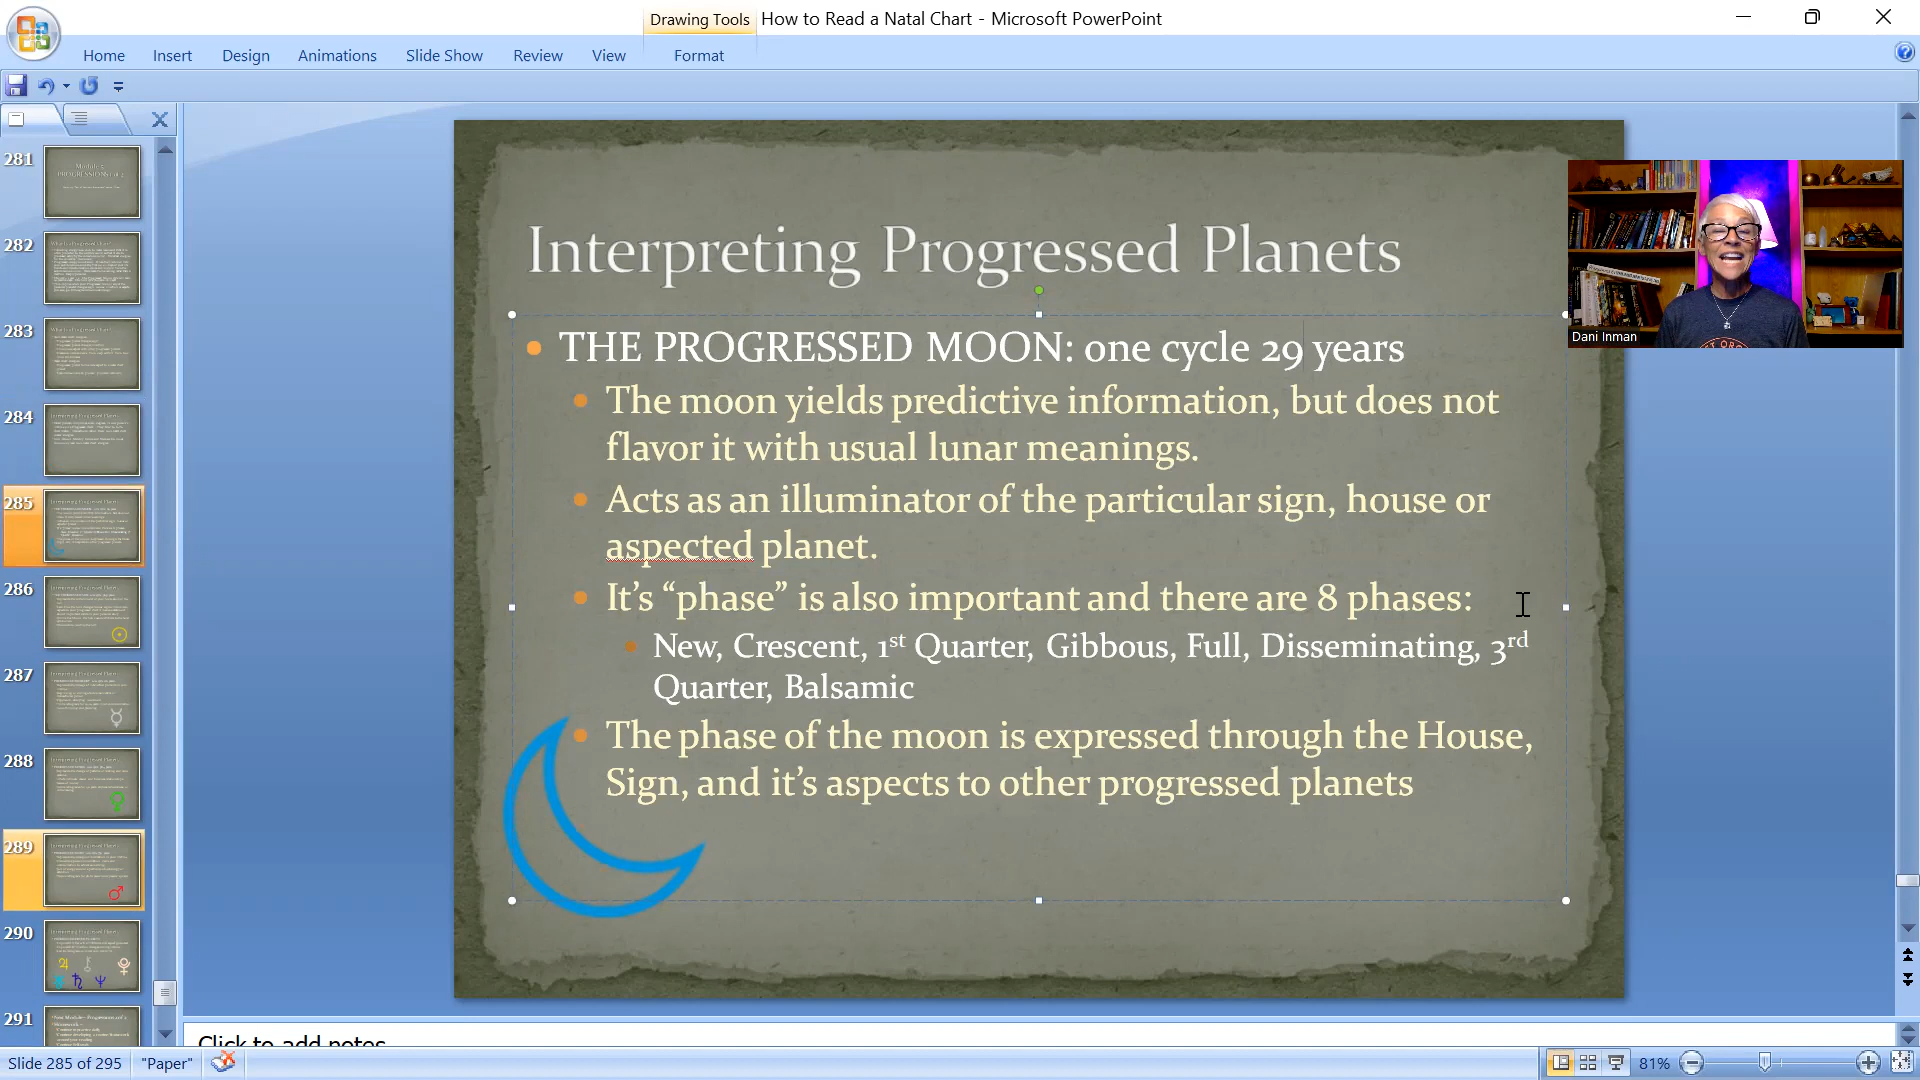 Drawing Tools
How to Read a Natal Chart - Microsoft PowerPoint
Home
Insert
Design
Animations
Slide Show
Review
View
Format
281
282
283
284
285
286
287
288
289
290
291
Interpreting Progressed Planets
THE PROGRESSED MOON: one cycle 29 years
The moon yields predictive information, but does not
flavor it with usual lunar meanings.
Acts as an illuminator of the particular sign, house or
aspected planet.
It's “phase” is also important and there are 8 phases:
New, Crescent, 1st Quarter, Gibbous, Full, Disseminating, 3rd
Quarter, Balsamic
The phase of the moon is expressed through the House,
Sign, and it's aspects to other progressed planets
Dani Inman
Click to add notes
Slide 285 of 295
"Paper"
81%